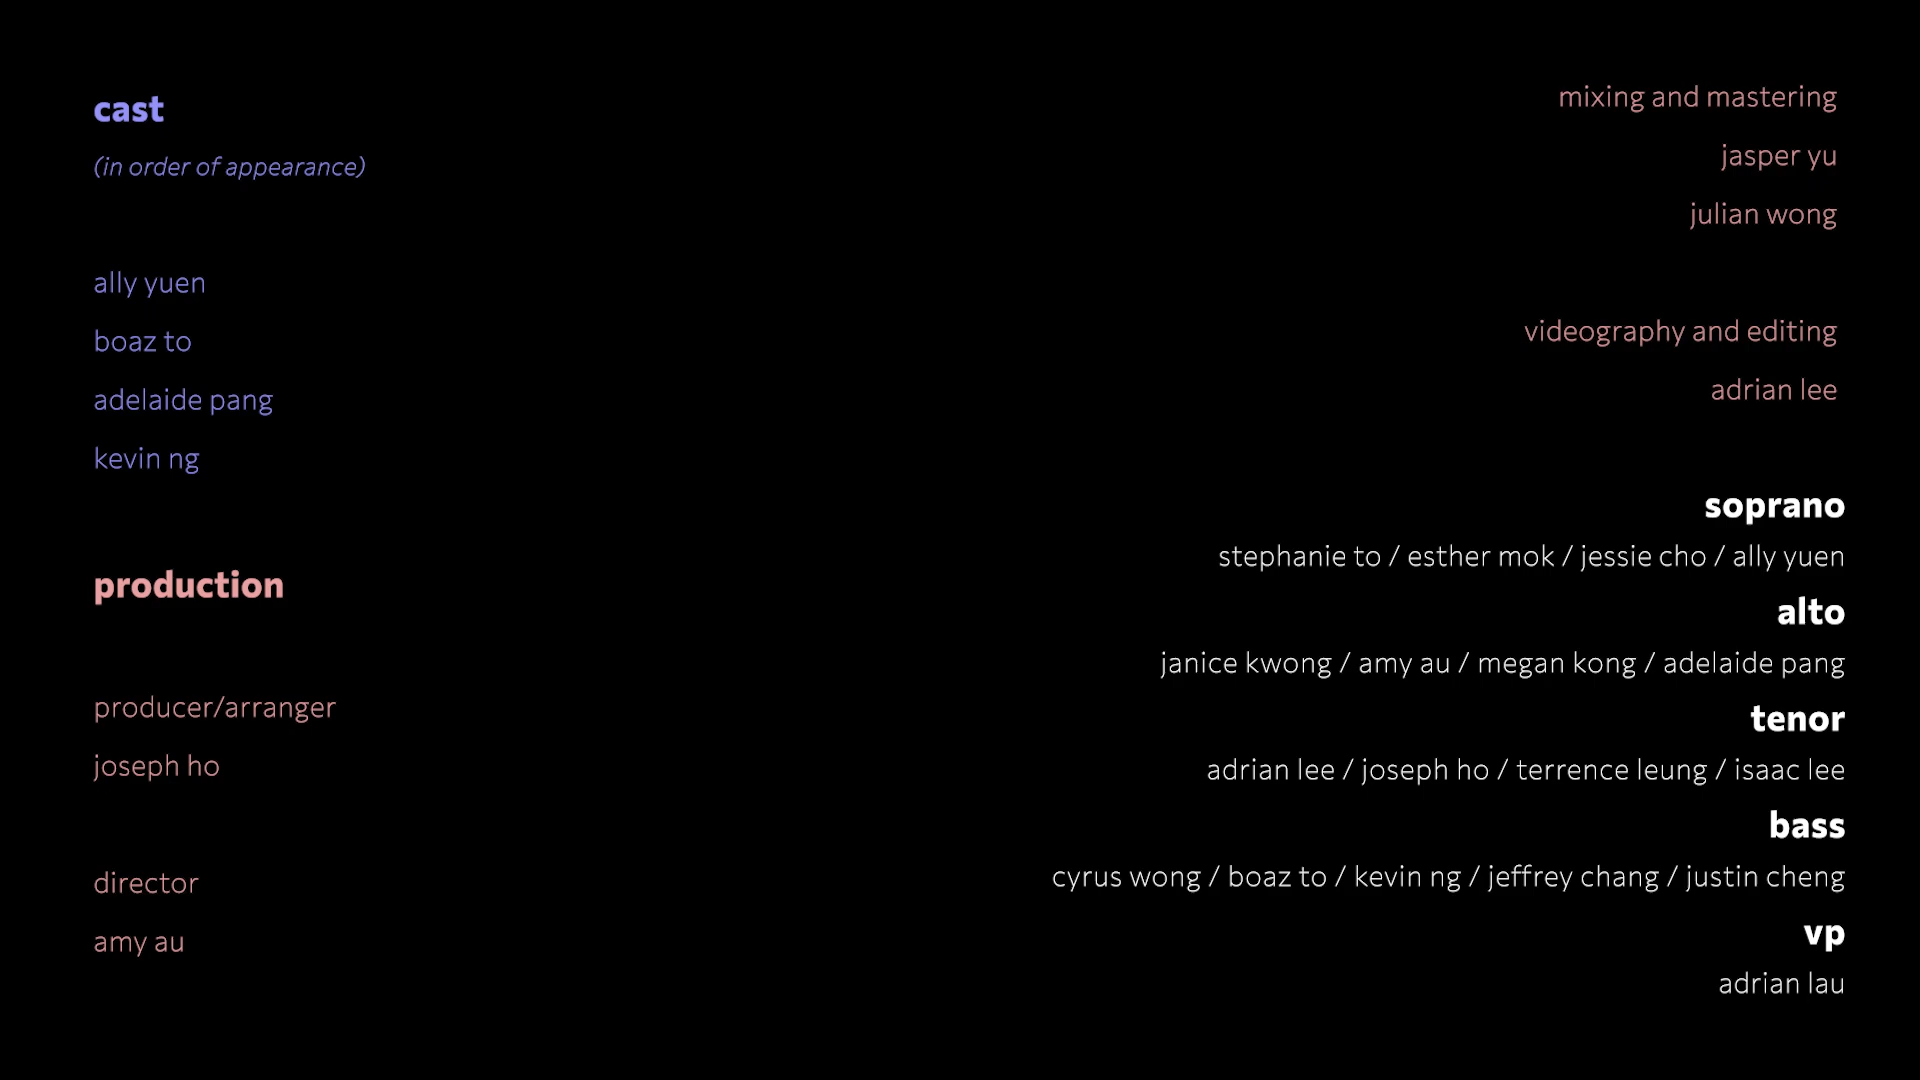 cast
(in order of appearance)
ally yuen
boaz to
adelaide pang
kevin ng
production
producer/arranger
joseph ho
director
amy au
mixing and mastering
jasper yu
julian wong
videography and editing
adrian lee
soprano
stephanie to / esther mok / jessie cho / ally yuen
alto
janice kwong / amy au / megan kong / adelaide pang
tenor
adrian lee / joseph ho / terrence leung / isaac lee
bass
cyrus wong / boaz to / kevin ng / jeffrey chang / justin cheng
vp
adrian lau